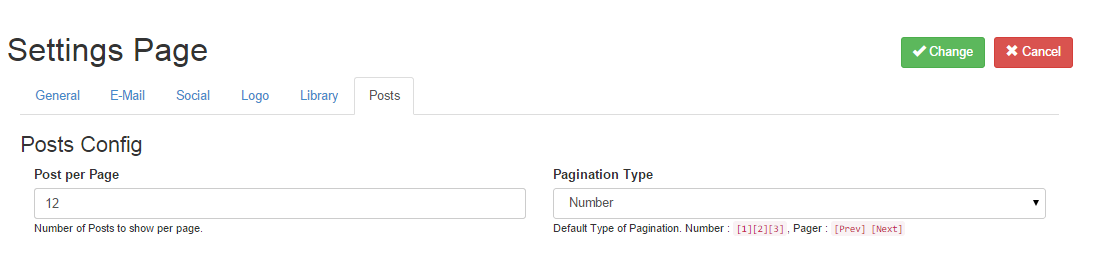 Settings Page
Change Cancel
General E-Mail Social Logo Library Posts
Posts Config
Post per Page Pagination Type
12 Number
Number of Posts to show per page. Default Type of Pagination. Number : [1][2][3], Pager : [Prev] [Next]